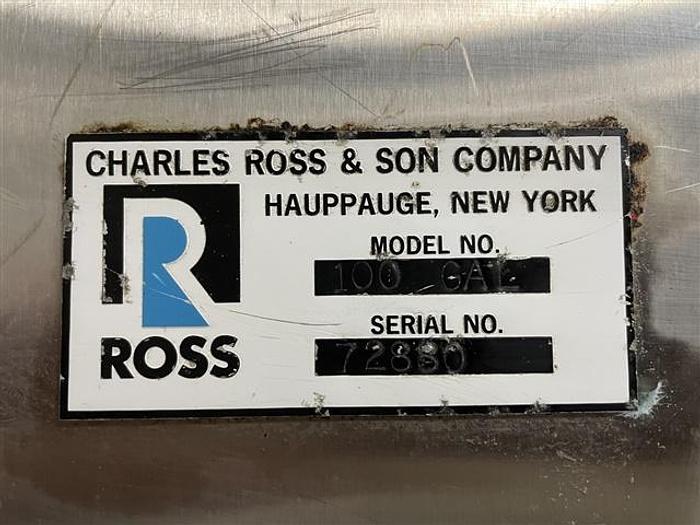 CHARLES ROSS & SON COMPANY
HAUPPAUGE, NEW YORK
MODEL NO.
100 GAL
SERIAL NO.
72880
R
ROSS